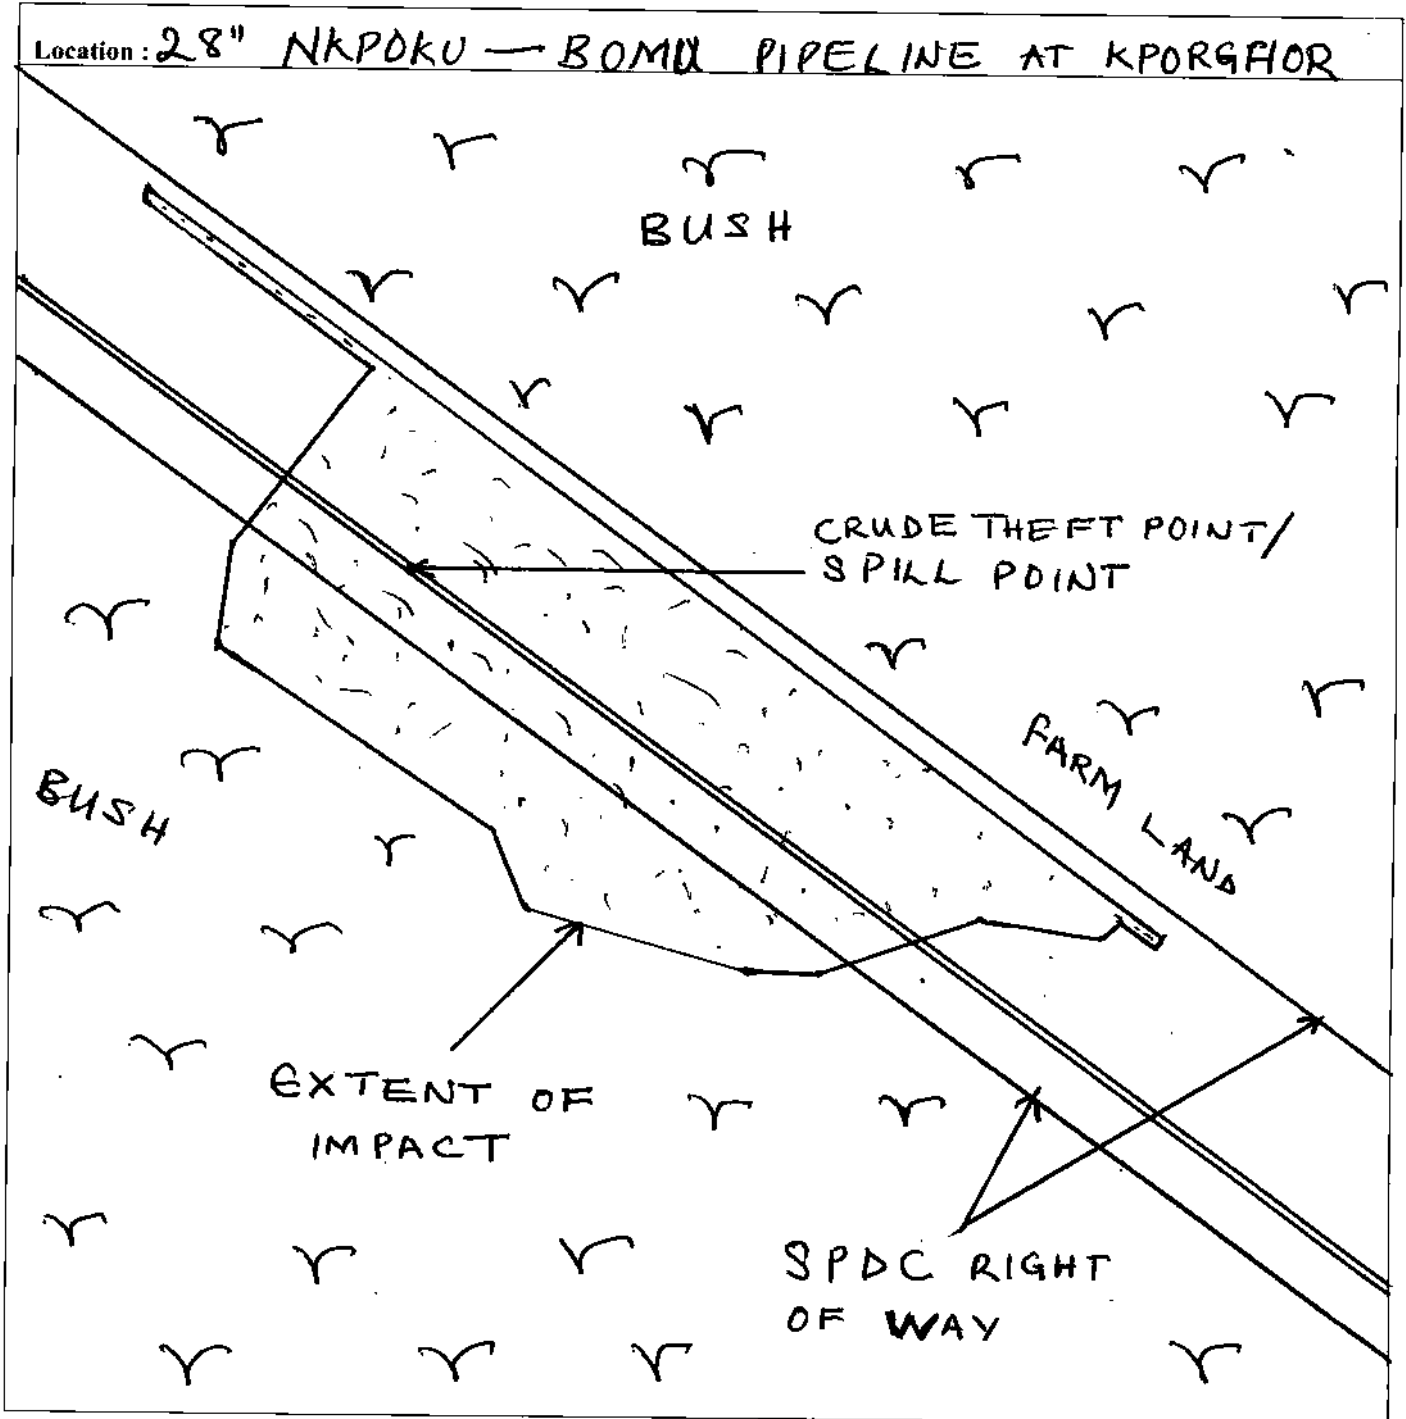 Location : 28" NKPOKU — BOMU PIPELINE AT KPORGHOR
BUSH
CRUDE THEFT POINT/
SPILL POINT
FARM LAND
BUSH
EXTENT OF
IMPACT
SPDC RIGHT
OF WAY